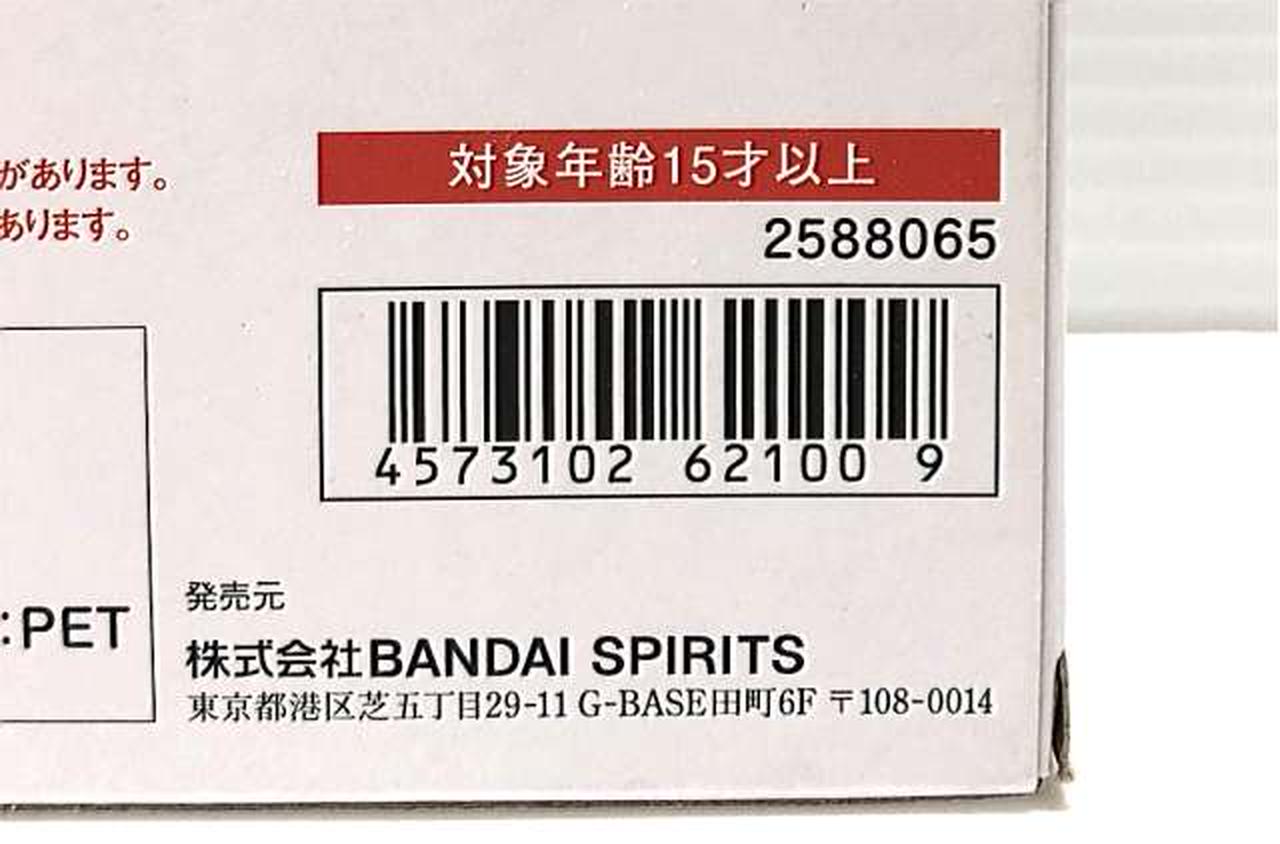 があります。
あります。
対象年齢15才以上
2588065
4573102 62100 9
:PET
発売元
株式会社BANDAI SPIRITS
東京都港区芝五丁目29-11 G-BASE田町6F 〒108-0014